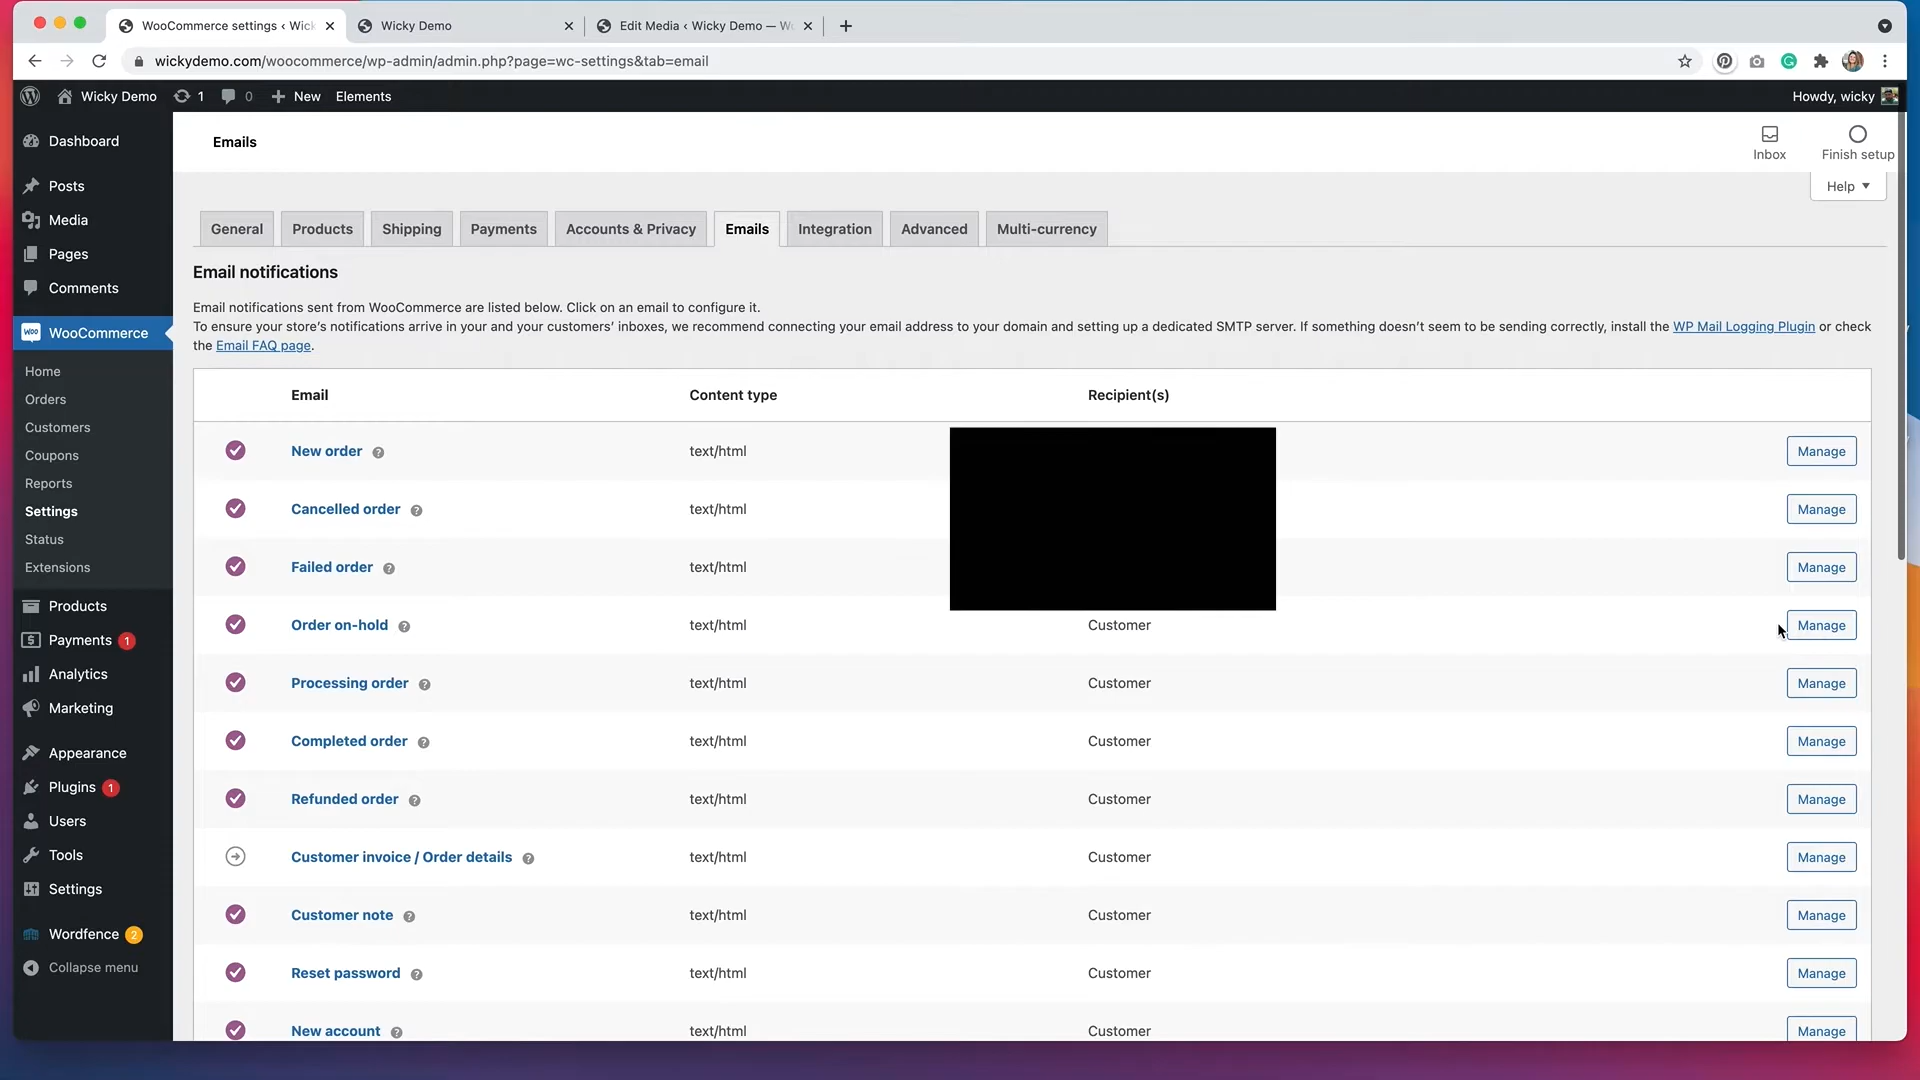 WooCommerce settings ‹ Wick
Wicky Demo
Edit Media ‹ Wicky Demo — W
wickydemo.com/woocommerce/wp-admin/admin.php?page=wc-settings&tab=email
Wicky Demo
1
0
New
Elements
Howdy, wicky
Dashboard
Posts
Media
Pages
Comments
WooCommerce
Home
Orders
Customers
Coupons
Reports
Settings
Status
Extensions
Products
Payments 1
Analytics
Marketing
Appearance
Plugins 1
Users
Tools
Settings
Wordfence 2
Collapse menu
Emails
Inbox
Finish setup
Help
General
Products
Shipping
Payments
Accounts & Privacy
Emails
Integration
Advanced
Multi-currency
Email notifications
Email notifications sent from WooCommerce are listed below. Click on an email to configure it.
To ensure your store's notifications arrive in your and your customers' inboxes, we recommend connecting your email address to your domain and setting up a dedicated SMTP server. If something doesn't seem to be sending correctly, install the WP Mail Logging Plugin or check
the Email FAQ page.
Email Content type Recipient(s)
New order ? text/html Manage
Cancelled order ? text/html Manage
Failed order ? text/html Manage
Order on-hold ? text/html Customer Manage
Processing order ? text/html Customer Manage
Completed order ? text/html Customer Manage
Refunded order ? text/html Customer Manage
Customer invoice / Order details ? text/html Customer Manage
Customer note ? text/html Customer Manage
Reset password ? text/html Customer Manage
New account ? text/html Customer Manage